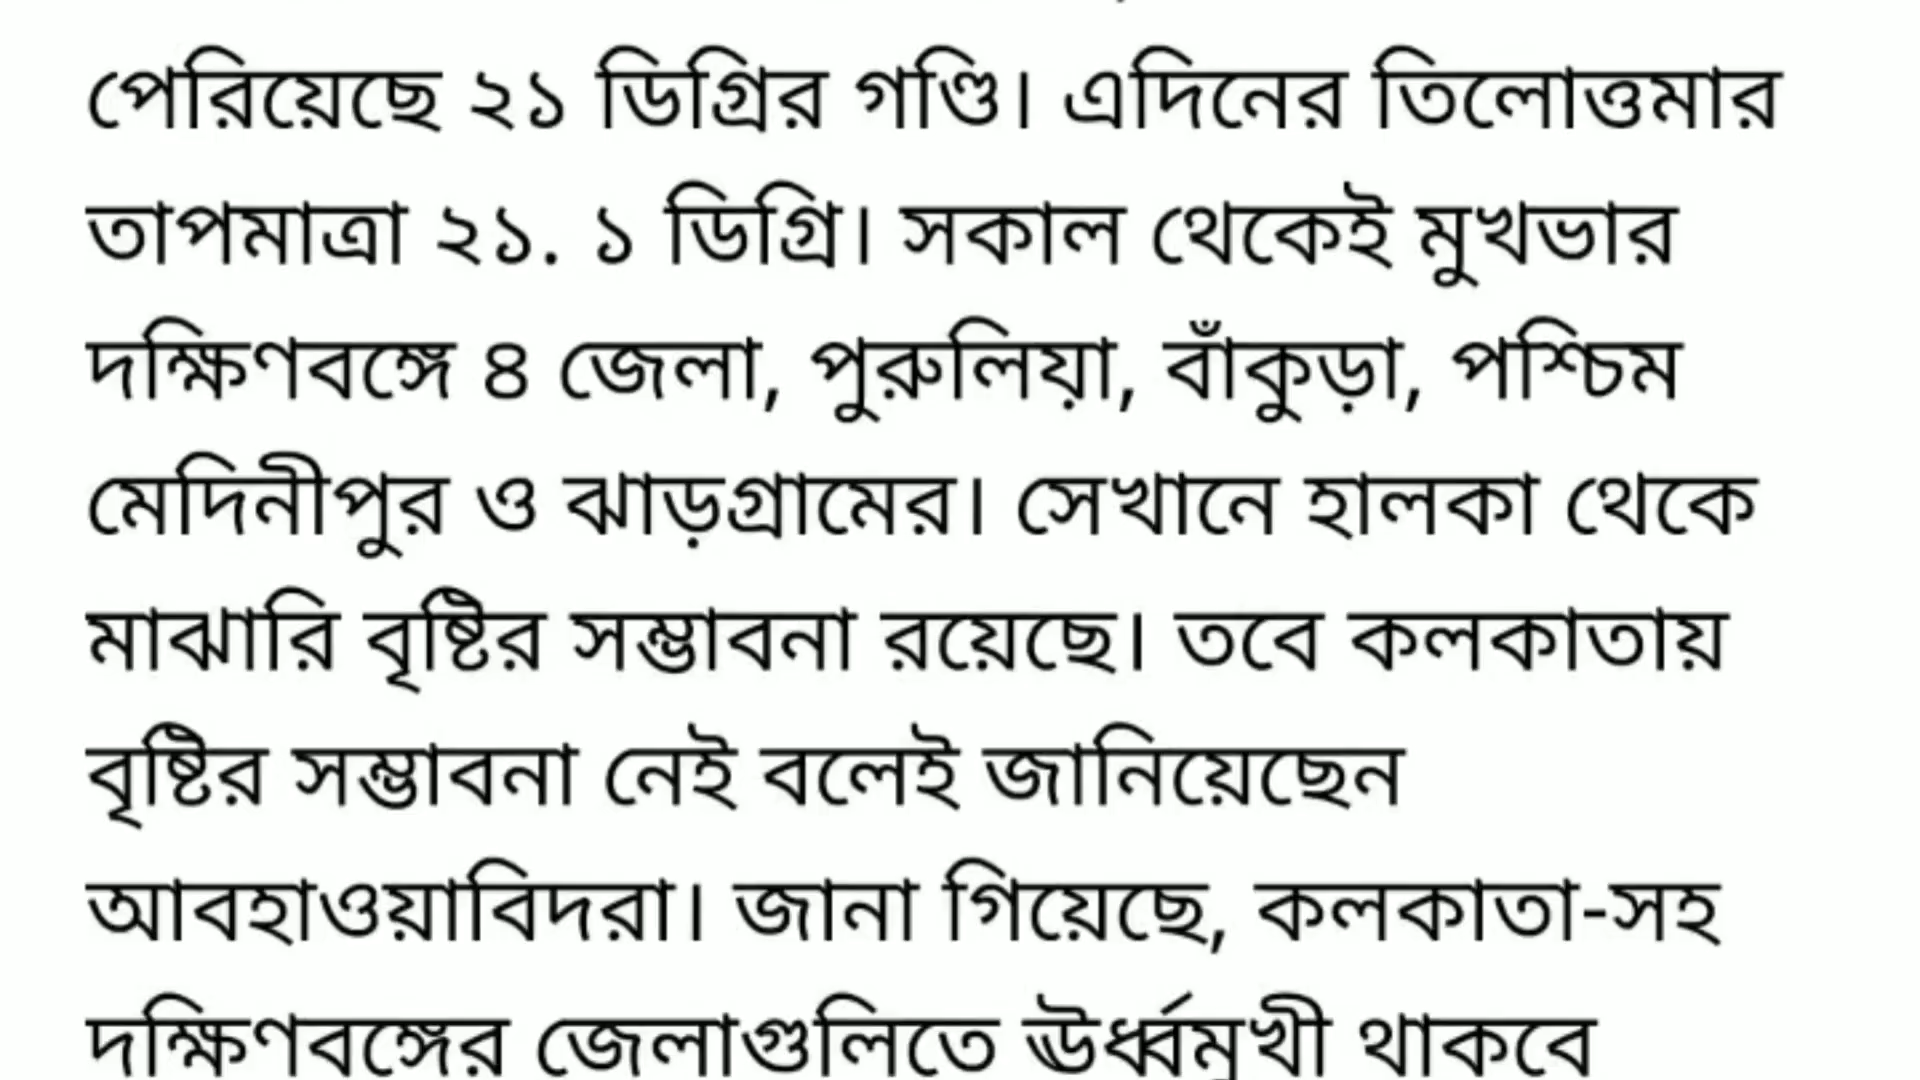 পেরিয়েছে ২১ ডিগ্রির গণ্ডি। এদিনের তিলোত্তমার
তাপমাত্রা ২১. ১ ডিগ্রি। সকাল থেকেই মুখভার
দক্ষিণবঙ্গে ৪ জেলা, পুরুলিয়া, বাঁকুড়া, পশ্চিম
মেদিনীপুর ও ঝাড়গ্রামের। সেখানে হালকা থেকে
মাঝারি বৃষ্টির সম্ভাবনা রয়েছে। তবে কলকাতায়
বৃষ্টির সম্ভাবনা নেই বলেই জানিয়েছেন
আবহাওয়াবিদরা। জানা গিয়েছে, কলকাতা-সহ
দক্ষিণবঙ্গের জেলাগুলিতে ঊর্ধ্বমুখী থাকবে